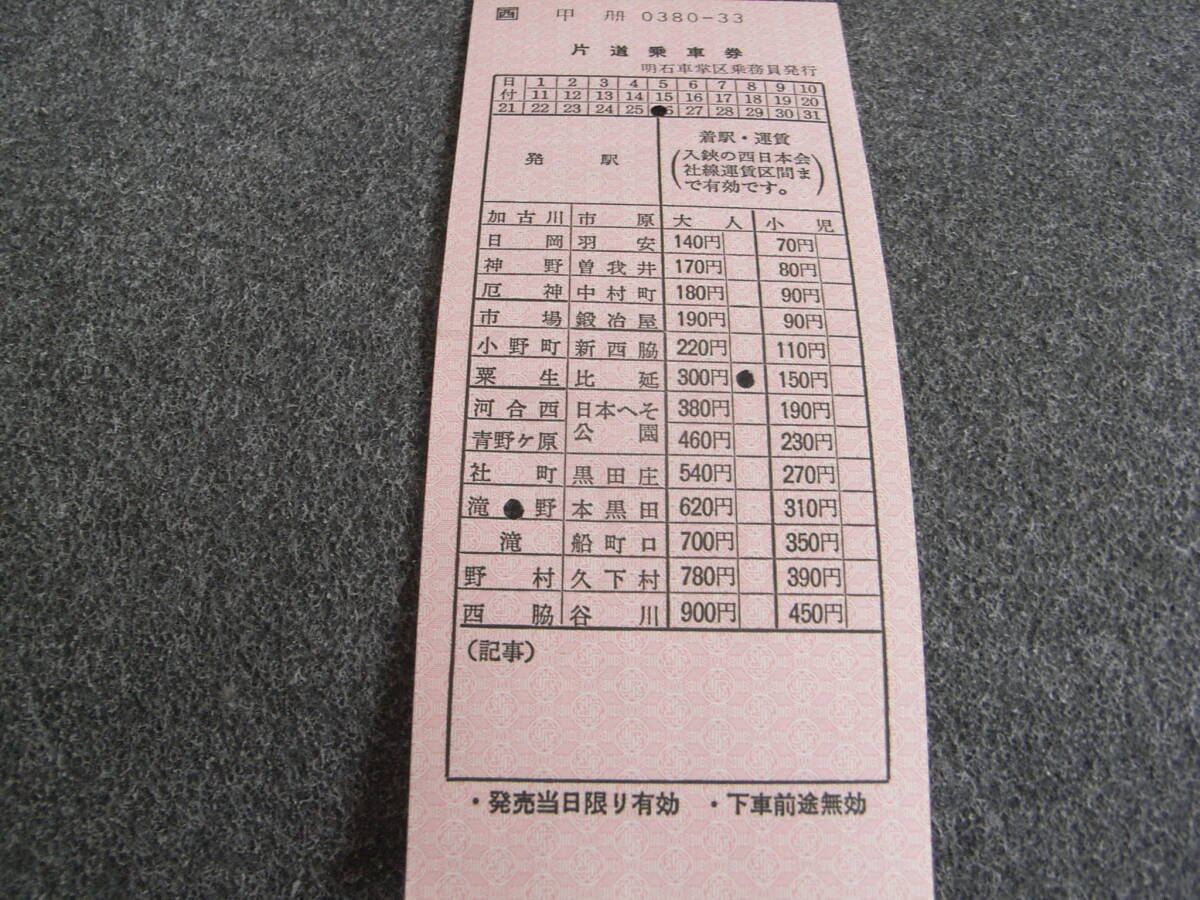 西 甲 冊 0380-33
片道乗車券
明石車掌区乗務員発行
日 1 2 3 4 5 6 7 8 9 10
付 11 12 13 14 15 16 17 18 19 20
21 22 23 24 25 6 27 28 29 30 31
発駅
着駅・運賃
(入鋏の西日本会
社線運賃区間ま
で有効です。)
加古川 市原 大人 小児
日岡 羽安 140円 70円
神野 曽我井 170円 80円
厄神 中村町 180円 90円
市場 鍛冶屋 190円 90円
小野町 新西脇 220円 110円
粟生 比延 300円 150円
河合西 日本へそ 380円 190円
青野ケ原 公園 460円 230円
社町 黒田庄 540円 270円
滝野 本黒田 620円 310円
滝 船町口 700円 350円
野村 久下村 780円 390円
西脇 谷川 900円 450円
(記事)
・発売当日限り有効 ・下車前途無効